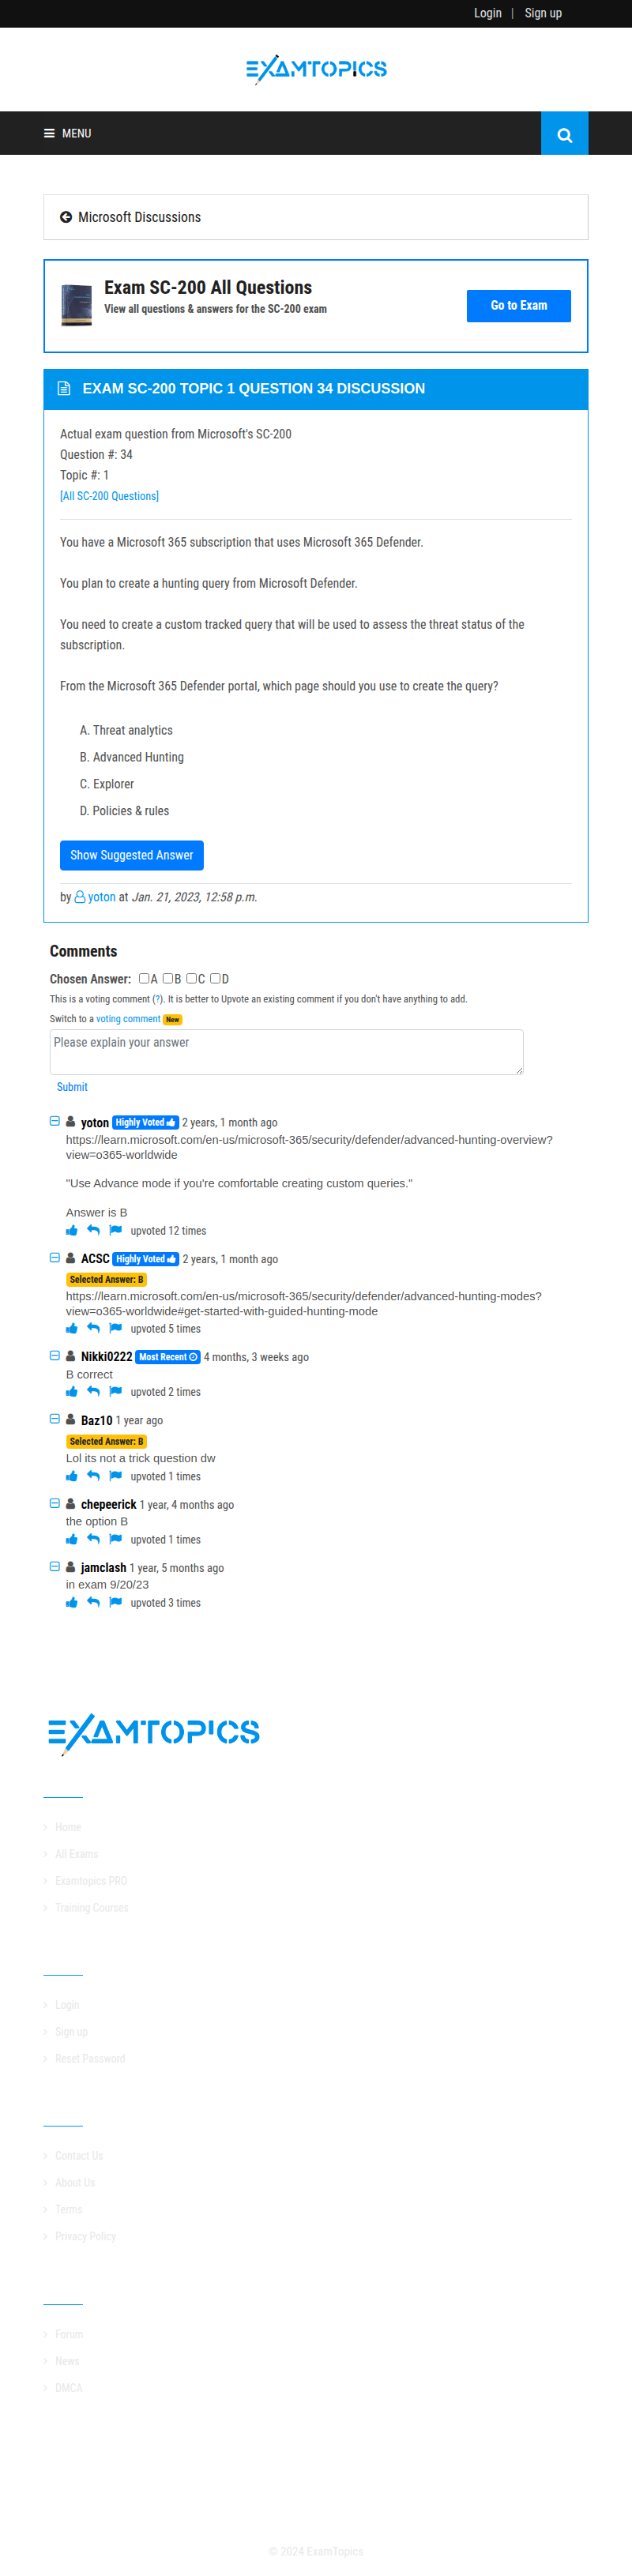 Login | Sign up
EXAMTOPICS
MENU
Microsoft Discussions
Exam SC-200 All Questions
View all questions & answers for the SC-200 exam
Go to Exam
EXAM SC-200 TOPIC 1 QUESTION 34 DISCUSSION
Actual exam question from Microsoft's SC-200
Question #: 34
Topic #: 1
[All SC-200 Questions]
You have a Microsoft 365 subscription that uses Microsoft 365 Defender.
You plan to create a hunting query from Microsoft Defender.
You need to create a custom tracked query that will be used to assess the threat status of the
subscription.
From the Microsoft 365 Defender portal, which page should you use to create the query?
A. Threat analytics
B. Advanced Hunting
C. Explorer
D. Policies & rules
Show Suggested Answer
by yoton at Jan. 21, 2023, 12:58 p.m.
Comments
Chosen Answer: A B C D
This is a voting comment (?). It is better to Upvote an existing comment if you don't have anything to add.
Switch to a voting comment New
Please explain your answer
Submit
yoton Highly Voted 2 years, 1 month ago
https://learn.microsoft.com/en-us/microsoft-365/security/defender/advanced-hunting-overview?
view=o365-worldwide
"Use Advance mode if you're comfortable creating custom queries."
Answer is B
upvoted 12 times
ACSC Highly Voted 2 years, 1 month ago
Selected Answer: B
https://learn.microsoft.com/en-us/microsoft-365/security/defender/advanced-hunting-modes?
view=o365-worldwide#get-started-with-guided-hunting-mode
upvoted 5 times
Nikki0222 Most Recent 4 months, 3 weeks ago
B correct
upvoted 2 times
Baz10 1 year ago
Selected Answer: B
Lol its not a trick question dw
upvoted 1 times
chepeerick 1 year, 4 months ago
the option B
upvoted 1 times
jamclash 1 year, 5 months ago
in exam 9/20/23
upvoted 3 times
EXAMTOPICS
Home
All Exams
Examtopics PRO
Training Courses
Login
Sign up
Reset Password
Contact Us
About Us
Terms
Privacy Policy
Forum
News
DMCA
© 2024 ExamTopics